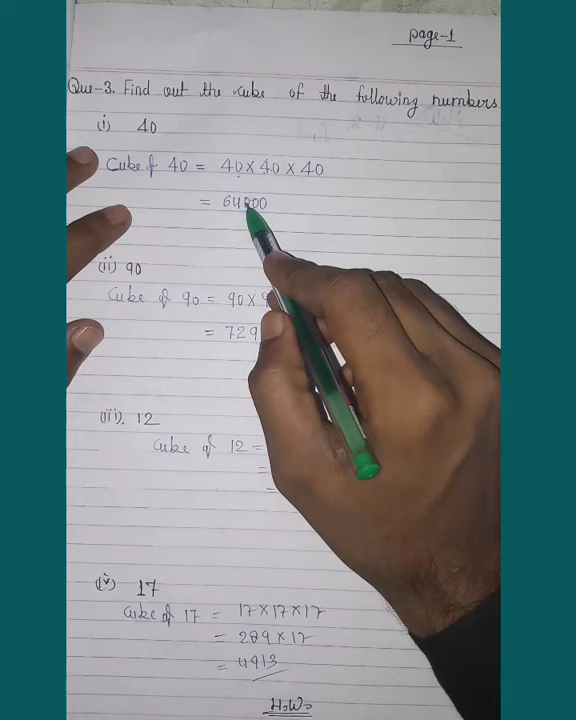 page-1
Que-3. Find out the cube of the following numbers
(i) 40
Cube of 40 = 40 × 40 × 40
= 64000
(ii) 90
Cube of 90 = 90 × 9
= 729
(iii). 12
Cube of 12 =
=
=
(iv) 17
Cube of 17 = 17 × 17 × 17
= 289 × 17
= 4913
H.W.